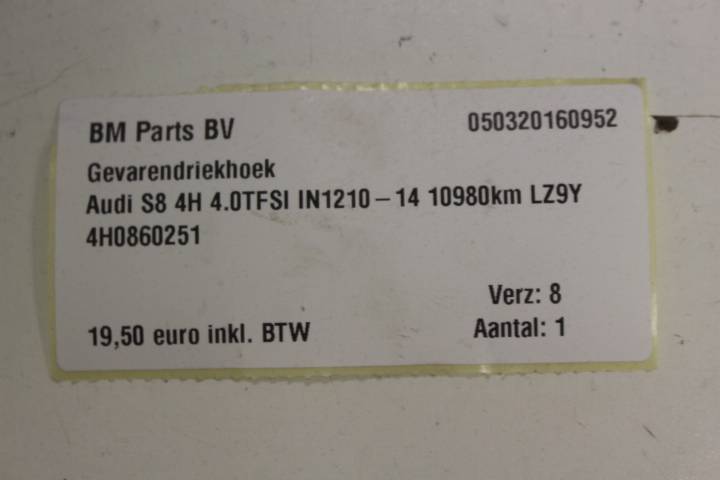 BM Parts BV 050320160952
Gevarendriekhoek
Audi S8 4H 4.0TFSI IN1210-14 10980km LZ9Y
4H0860251
Verz: 8
19,50 euro inkl. BTW Aantal: 1